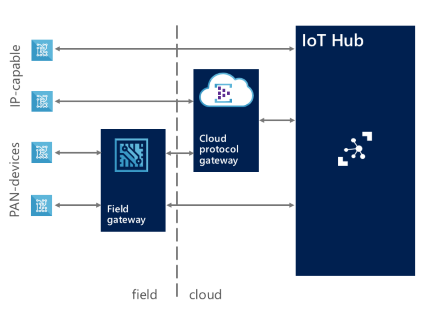 IoT Hub
IP-capable
Cloud
protocol
gateway
PAN-devices
Field
gateway
field
cloud